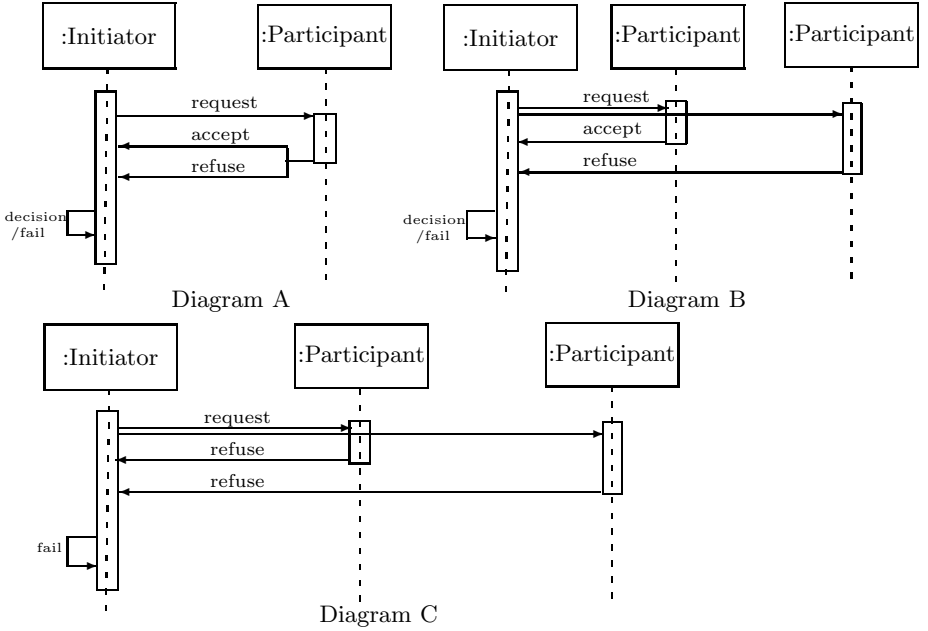 :Initiator
:Participant
request
accept
refuse
decision
/fail
Diagram A
:Initiator
:Participant
:Participant
request
accept
refuse
decision
/fail
Diagram B
:Initiator
:Participant
:Participant
request
refuse
refuse
fail
Diagram C